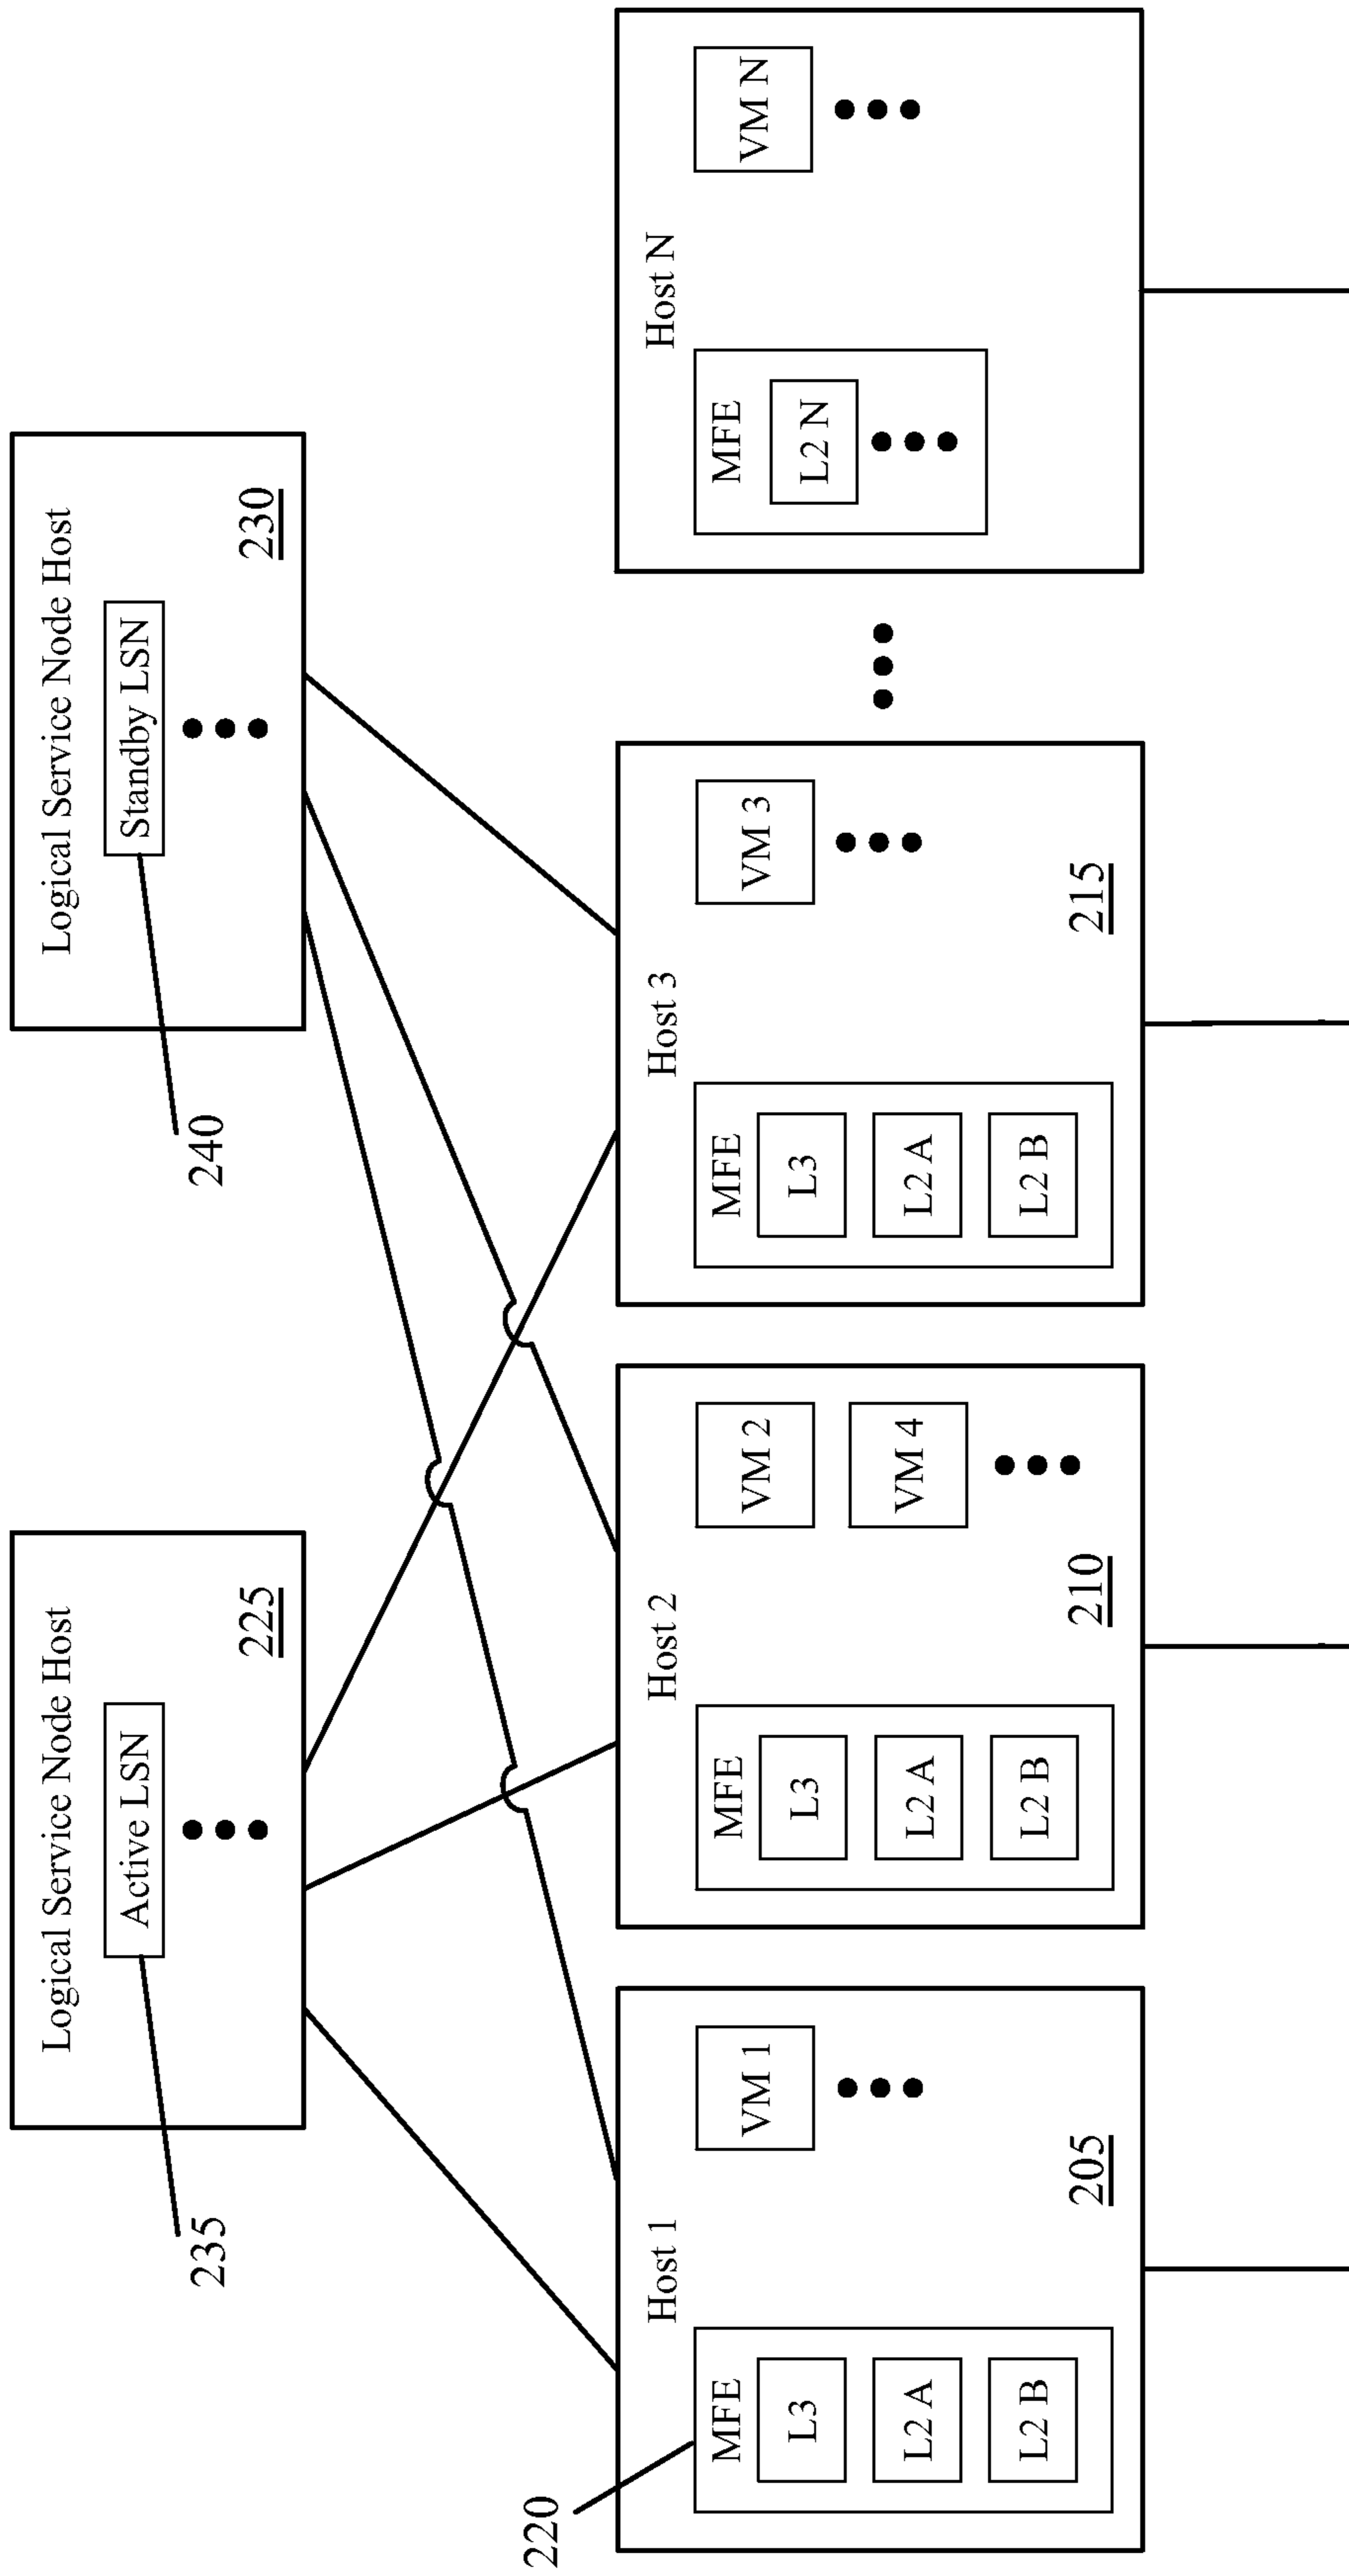 Logical Service Node Host
Active LSN
225
235
Logical Service Node Host
Standby LSN
230
240
220
Host 1
MFE
L3
L2 A
L2 B
VM 1
205
Host 2
MFE
L3
L2 A
L2 B
VM 2
VM 4
210
Host 3
MFE
L3
L2 A
L2 B
VM 3
215
Host N
MFE
L2 N
VM N